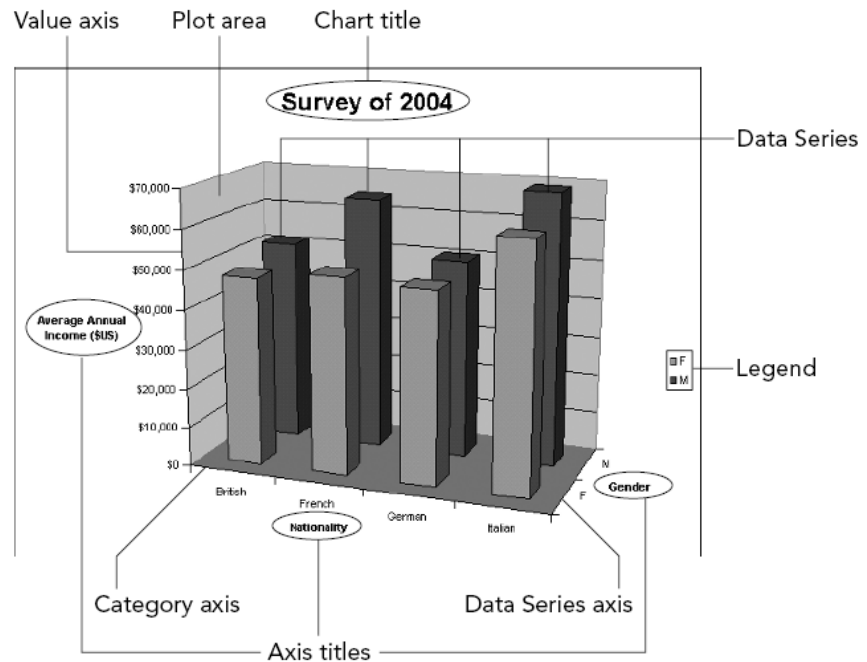 Value axis
Plot area
Chart title
Survey of 2004
Data Series
$70,000
$60,000
$50,000
$40,000
$30,000
$20,000
$10,000
$0
Average Annual
Income ($US)
F
M
Legend
N
F
Gender
British
French
German
Italian
Nationality
Category axis
Data Series axis
Axis titles